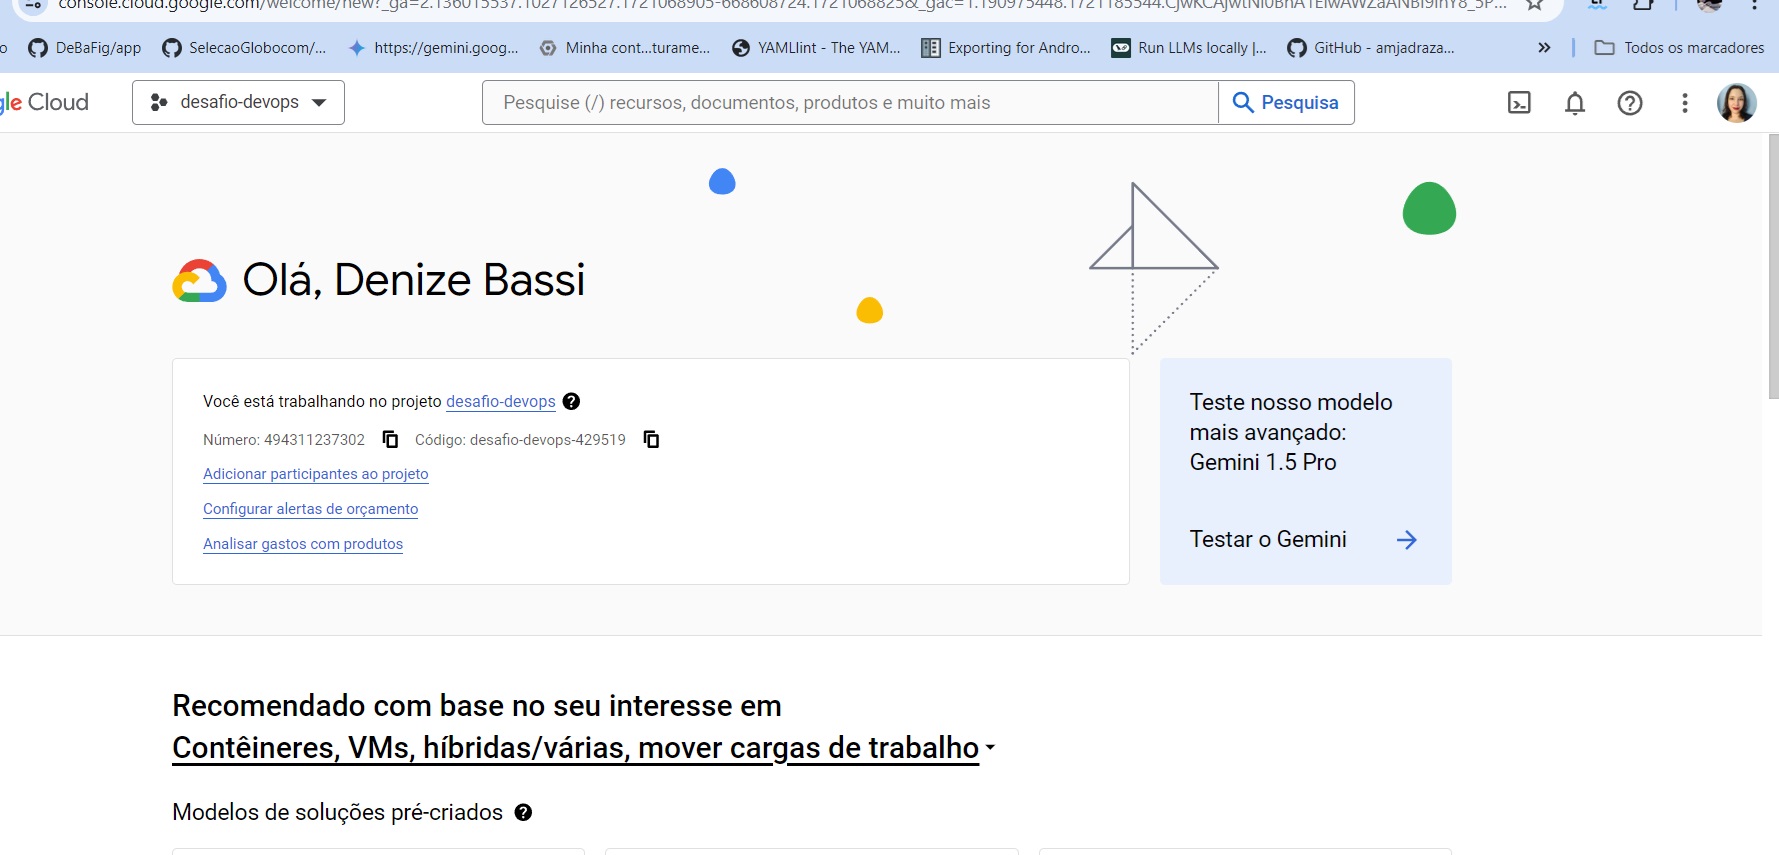 console.cloud.google.com/welcome/new?_ga=2.136015537.1027126527.1721068905-668608724.1721068825&_gac=1.190975448.1721185544.
DeBaFig/app
SelecaoGlobocom/...
https://gemini.goog...
Minha cont...turame...
YAMLlint - The YAM...
Exporting for Andro...
Run LLMs locally |...
GitHub - amjadraza...
»
Todos os marcadores
gle Cloud
desafio-devops
Pesquise (/) recursos, documentos, produtos e muito mais
Pesquisa
Olá, Denize Bassi
Você está trabalhando no projeto desafio-devops
Número: 494311237302 Código: desafio-devops-429519
Adicionar participantes ao projeto
Configurar alertas de orçamento
Analisar gastos com produtos
Teste nosso modelo
mais avançado:
Gemini 1.5 Pro
Testar o Gemini
Recomendado com base no seu interesse em
Contêineres, VMs, híbridas/várias, mover cargas de trabalho
Modelos de soluções pré-criados